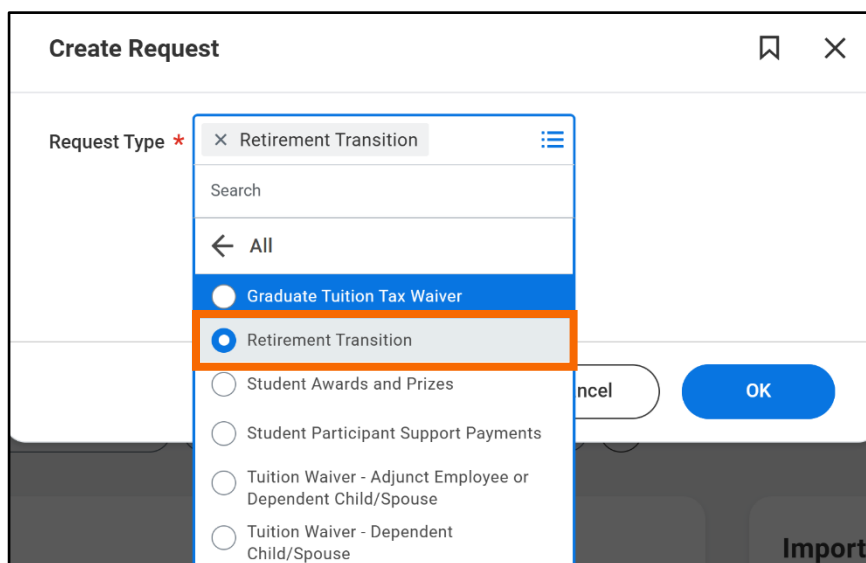 Create Request
Request Type *
× Retirement Transition
Search
← All
Graduate Tuition Tax Waiver
Retirement Transition
Student Awards and Prizes
ncel
OK
Student Participant Support Payments
Tuition Waiver - Adjunct Employee or
Dependent Child/Spouse
Tuition Waiver - Dependent
Child/Spouse
Import